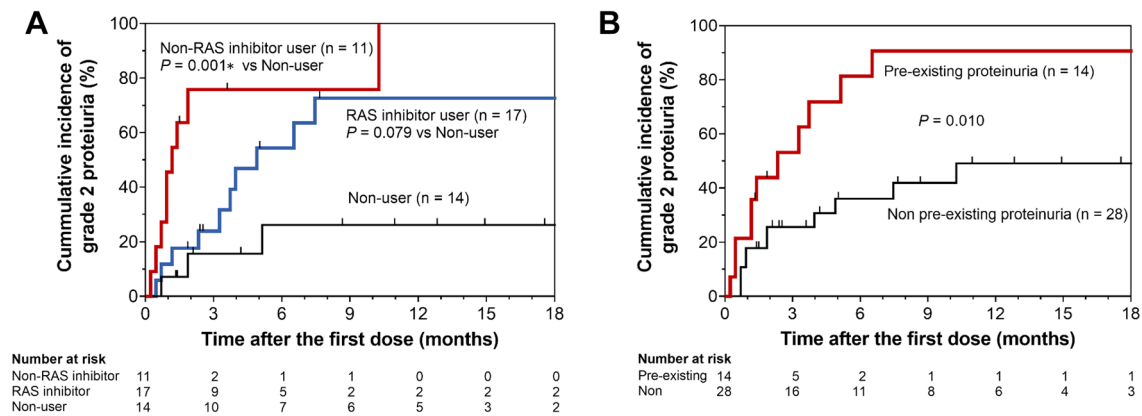 A
Cummulative incidence of
grade 2 proteiuria (%)
100
80
60
40
20
0
Non-RAS inhibitor user (n = 11)
P = 0.001* vs Non-user
RAS inhibitor user (n = 17)
P = 0.079 vs Non-user
Non-user (n = 14)
0 3 6 9 12 15 18
Time after the first dose (months)
Number at risk
Non-RAS inhibitor 11 2 1 1 0 0 0
RAS inhibitor 17 9 5 2 2 2 2
Non-user 14 10 7 6 5 3 2
B
Cummulative incidence of
grade 2 proteiuria (%)
100
80
60
40
20
0
Pre-existing proteinuria (n = 14)
P = 0.010
Non pre-existing proteinuria (n = 28)
0 3 6 9 12 15 18
Time after the first dose (months)
Number at risk
Pre-existing 14 5 2 1 1 1 1
Non 28 16 11 8 6 4 3